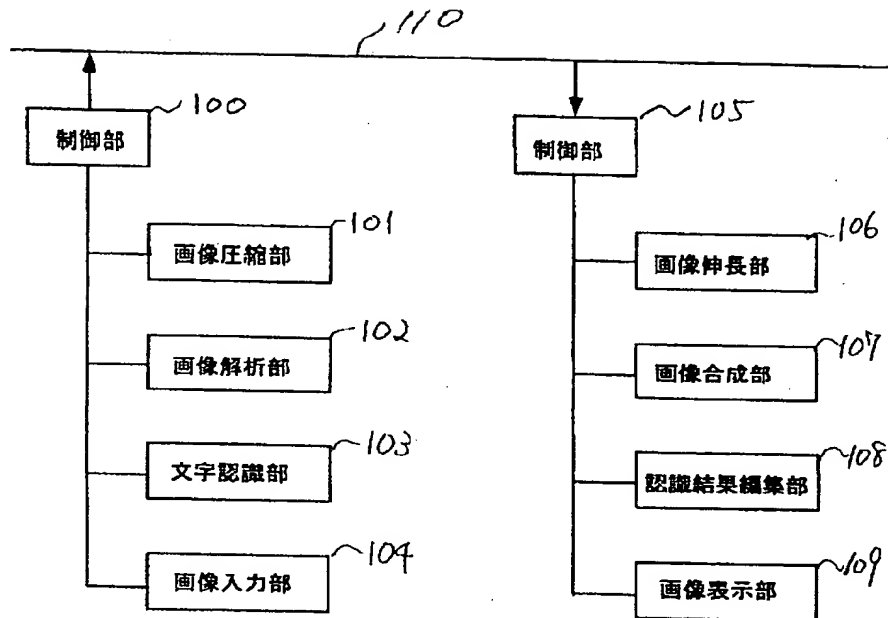 110
制御部
100
画像圧縮部
101
画像解析部
102
文字認識部
103
画像入力部
104
制御部
105
画像伸長部
106
画像合成部
107
認識結果編集部
108
画像表示部
109